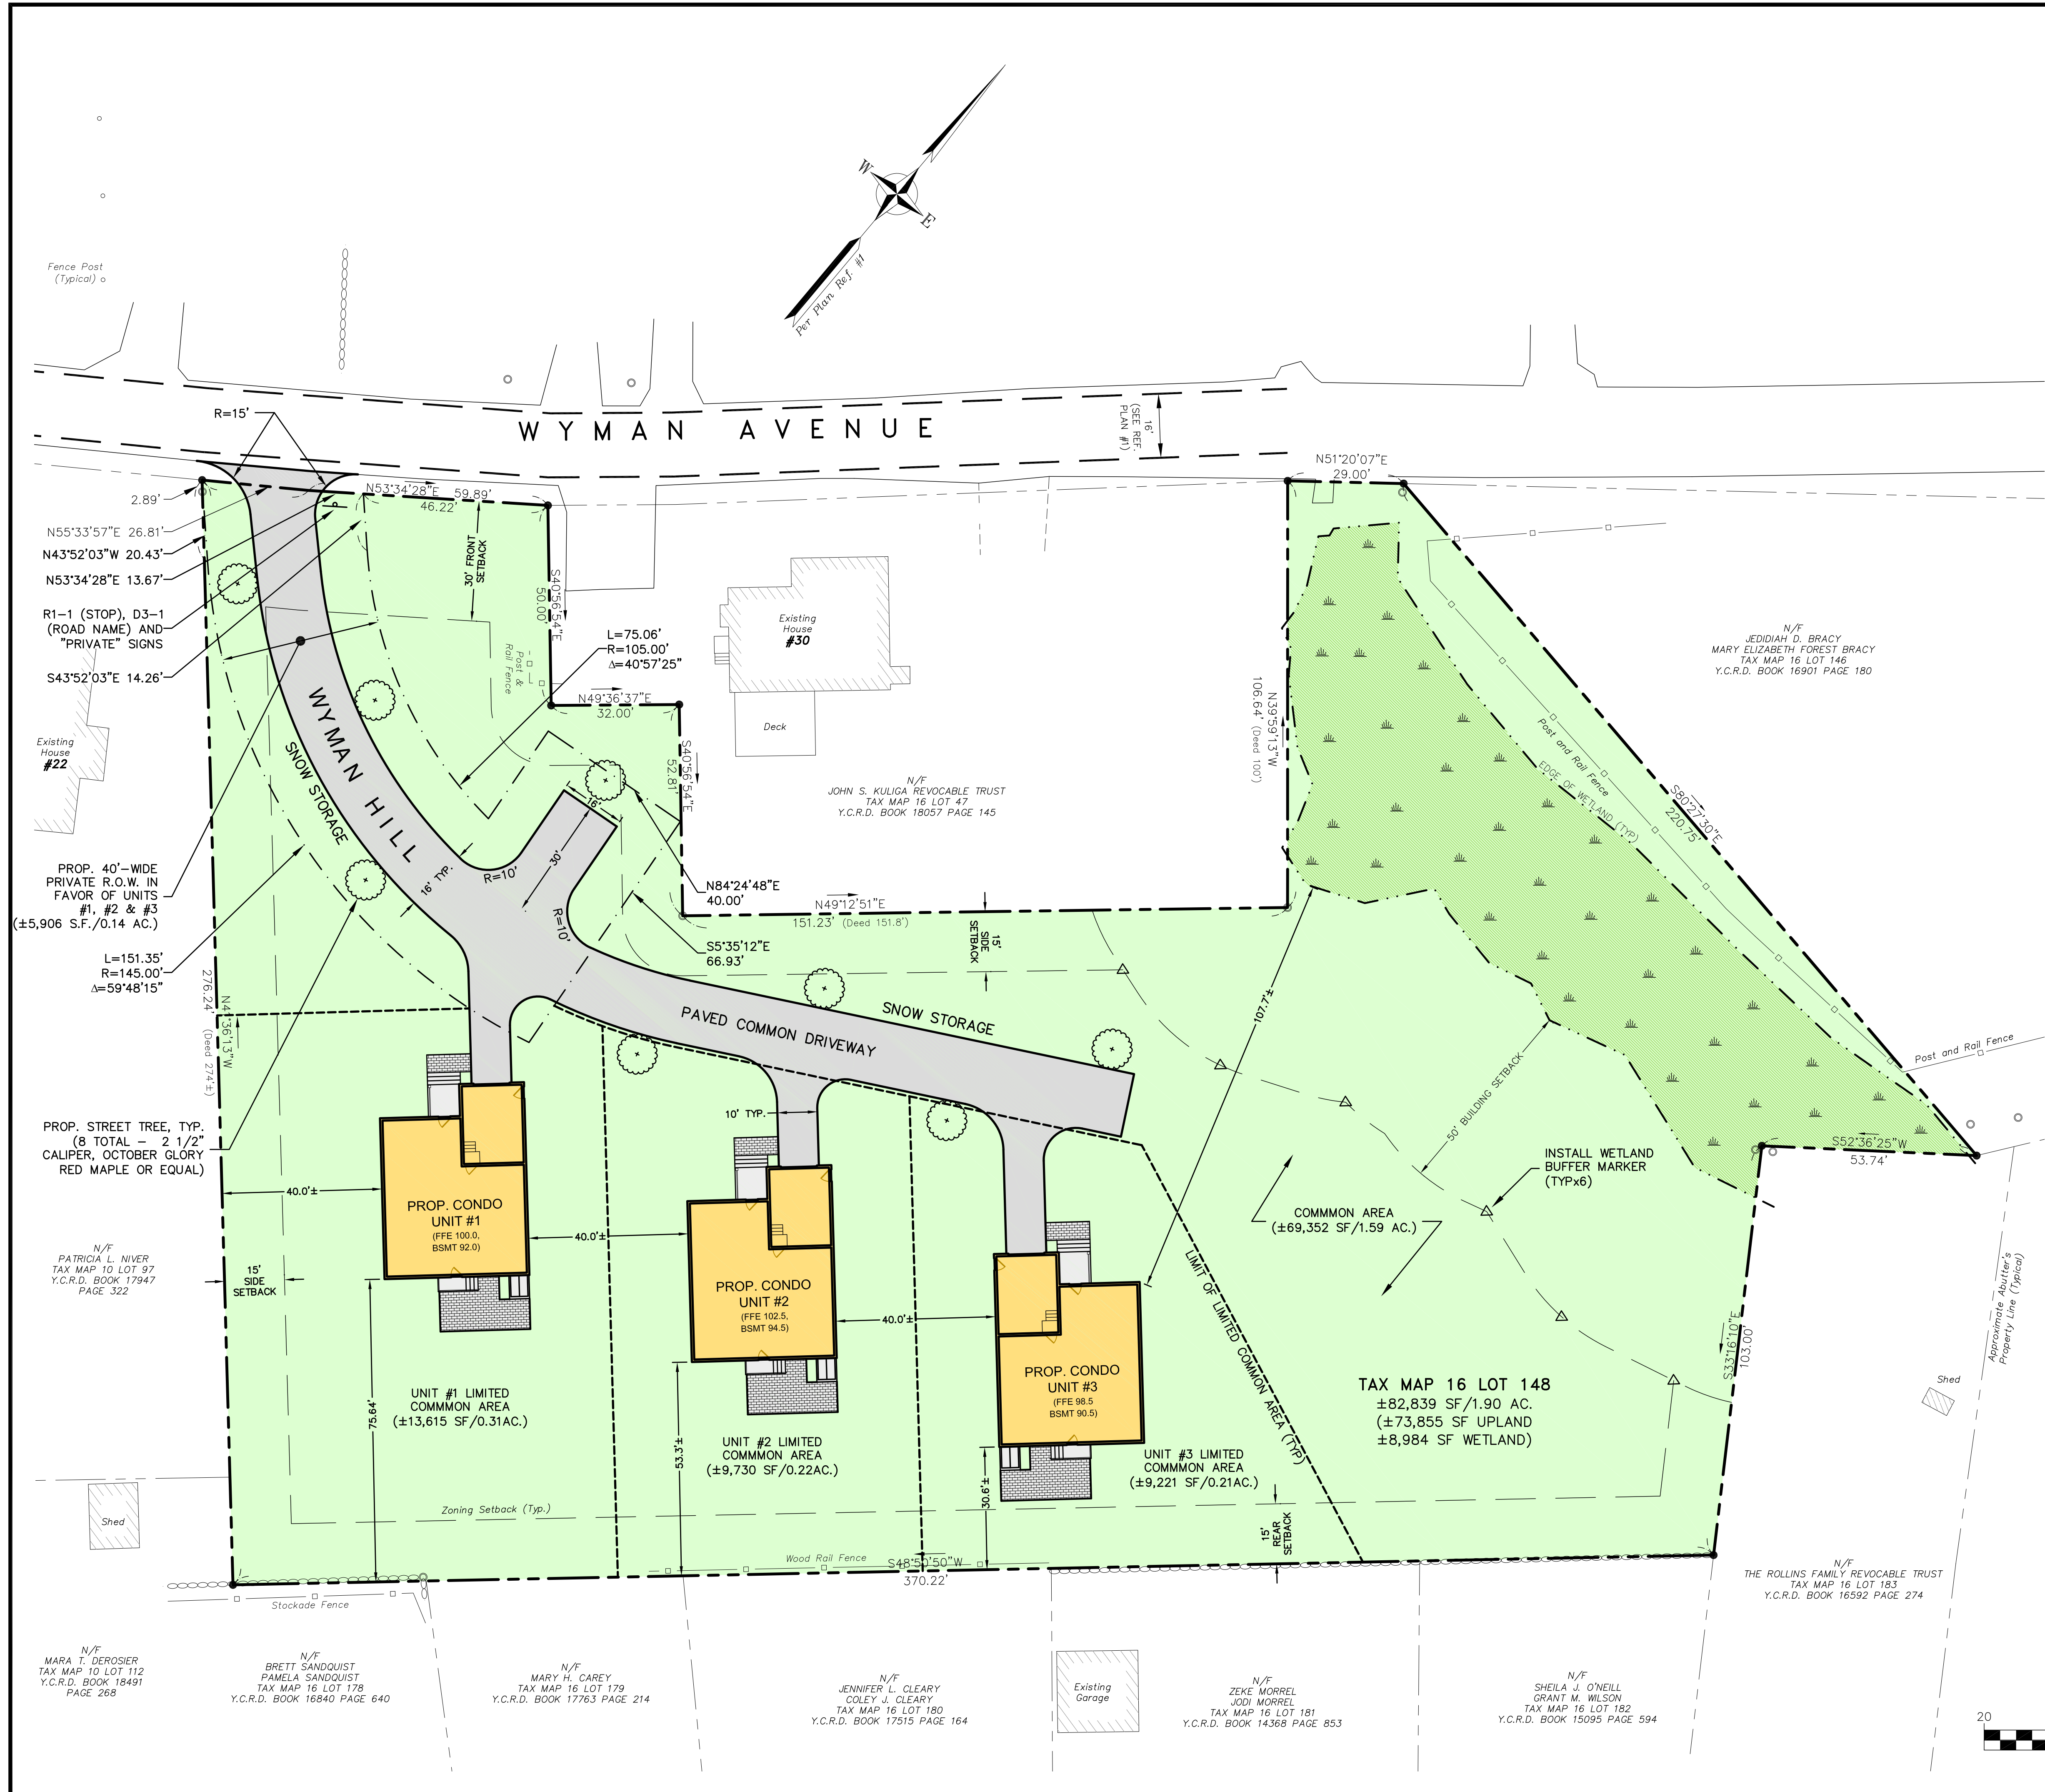 W
E
Per Plan Ref. #1
Fence Post
(Typical)
R=15'
WYMAN AVENUE
16'
(SEE REF.
PLAN #1)
N51°20'07"E
29.00'
2.89'
N53°34'28"E 59.89'
46.22'
N55°33'57"E 26.81'
N43°52'03"W 20.43'
N53°34'28"E 13.67'
R1-1 (STOP), D3-1
(ROAD NAME) AND
"PRIVATE" SIGNS
S43°52'03"E 14.26'
30' FRONT
SETBACK
S40°56'54"E
50.00'
Post &
Rail Fence
L=75.06'
R=105.00'
Δ=40°57'25"
N49°36'37"E
32.00'
Existing
House
#30
Deck
Existing
House
#22
WYMAN HILL
SNOW STORAGE
S40°56'54"E
52.81'
N/F
JOHN S. KULIGA REVOCABLE TRUST
TAX MAP 16 LOT 47
Y.C.R.D. BOOK 18057 PAGE 145
N39°59'13"W
106.64' (Deed 100')
N/F
JEDIDIAH D. BRACY
MARY ELIZABETH FOREST BRACY
TAX MAP 16 LOT 146
Y.C.R.D. BOOK 16901 PAGE 180
Post and Rail Fence
EDGE OF WETLAND (TYP)
S80°27'30"E
220.75'
PROP. 40'-WIDE
PRIVATE R.O.W. IN
FAVOR OF UNITS
#1, #2 & #3
(±5,906 S.F./0.14 AC.)
16'
30'
16' TYP.
R=10'
R=10'
N84°24'48"E
40.00'
N49°12'51"E
151.23' (Deed 151.8')
15'
SIDE
SETBACK
S5°35'12"E
66.93'
L=151.35'
R=145.00'
Δ=59°48'15"
276.24' (Deed 274'±)
PAVED COMMON DRIVEWAY
SNOW STORAGE
107.7'±
50' BUILDING SETBACK
Post and Rail Fence
PROP. STREET TREE, TYP.
(8 TOTAL - 2 1/2"
CALIPER, OCTOBER GLORY
RED MAPLE OR EQUAL)
10' TYP.
S52°36'25"W
53.74'
INSTALL WETLAND
BUFFER MARKER
(TYPx6)
40.0'±
PROP. CONDO
UNIT #1
(FFE 100.0,
BSMT 92.0)
40.0'±
COMMMON AREA
(±69,352 SF/1.59 AC.)
N/F
PATRICIA L. NIVER
TAX MAP 10 LOT 97
Y.C.R.D. BOOK 17947
PAGE 322
15'
SIDE
SETBACK
PROP. CONDO
UNIT #2
(FFE 102.5,
BSMT 94.5)
40.0'±
LIMIT OF LIMITED COMMON AREA (TYP)
Approximate Abutter's
Property Line (Typical)
S33°16'10"E
103.00'
PROP. CONDO
UNIT #3
(FFE 98.5
BSMT 90.5)
TAX MAP 16 LOT 148
±82,839 SF/1.90 AC.
(±73,855 SF UPLAND
±8,984 SF WETLAND)
Shed
75.64'
UNIT #1 LIMITED
COMMMON AREA
(±13,615 SF/0.31AC.)
53.3'±
UNIT #2 LIMITED
COMMMON AREA
(±9,730 SF/0.22AC.)
30.6'±
UNIT #3 LIMITED
COMMMON AREA
(±9,221 SF/0.21AC.)
Zoning Setback (Typ.)
15'
REAR
SETBACK
Shed
Wood Rail Fence
S48°50'50"W
370.22'
Stockade Fence
N/F
THE ROLLINS FAMILY REVOCABLE TRUST
TAX MAP 16 LOT 183
Y.C.R.D. BOOK 16592 PAGE 274
N/F
MARA T. DEROSIER
TAX MAP 10 LOT 112
Y.C.R.D. BOOK 18491
PAGE 268
N/F
BRETT SANDQUIST
PAMELA SANDQUIST
TAX MAP 16 LOT 178
Y.C.R.D. BOOK 16840 PAGE 640
N/F
MARY H. CAREY
TAX MAP 16 LOT 179
Y.C.R.D. BOOK 17763 PAGE 214
N/F
JENNIFER L. CLEARY
COLEY J. CLEARY
TAX MAP 16 LOT 180
Y.C.R.D. BOOK 17515 PAGE 164
Existing
Garage
N/F
ZEKE MORREL
JODI MORREL
TAX MAP 16 LOT 181
Y.C.R.D. BOOK 14368 PAGE 853
N/F
SHEILA J. O'NEILL
GRANT M. WILSON
TAX MAP 16 LOT 182
Y.C.R.D. BOOK 15095 PAGE 594
20